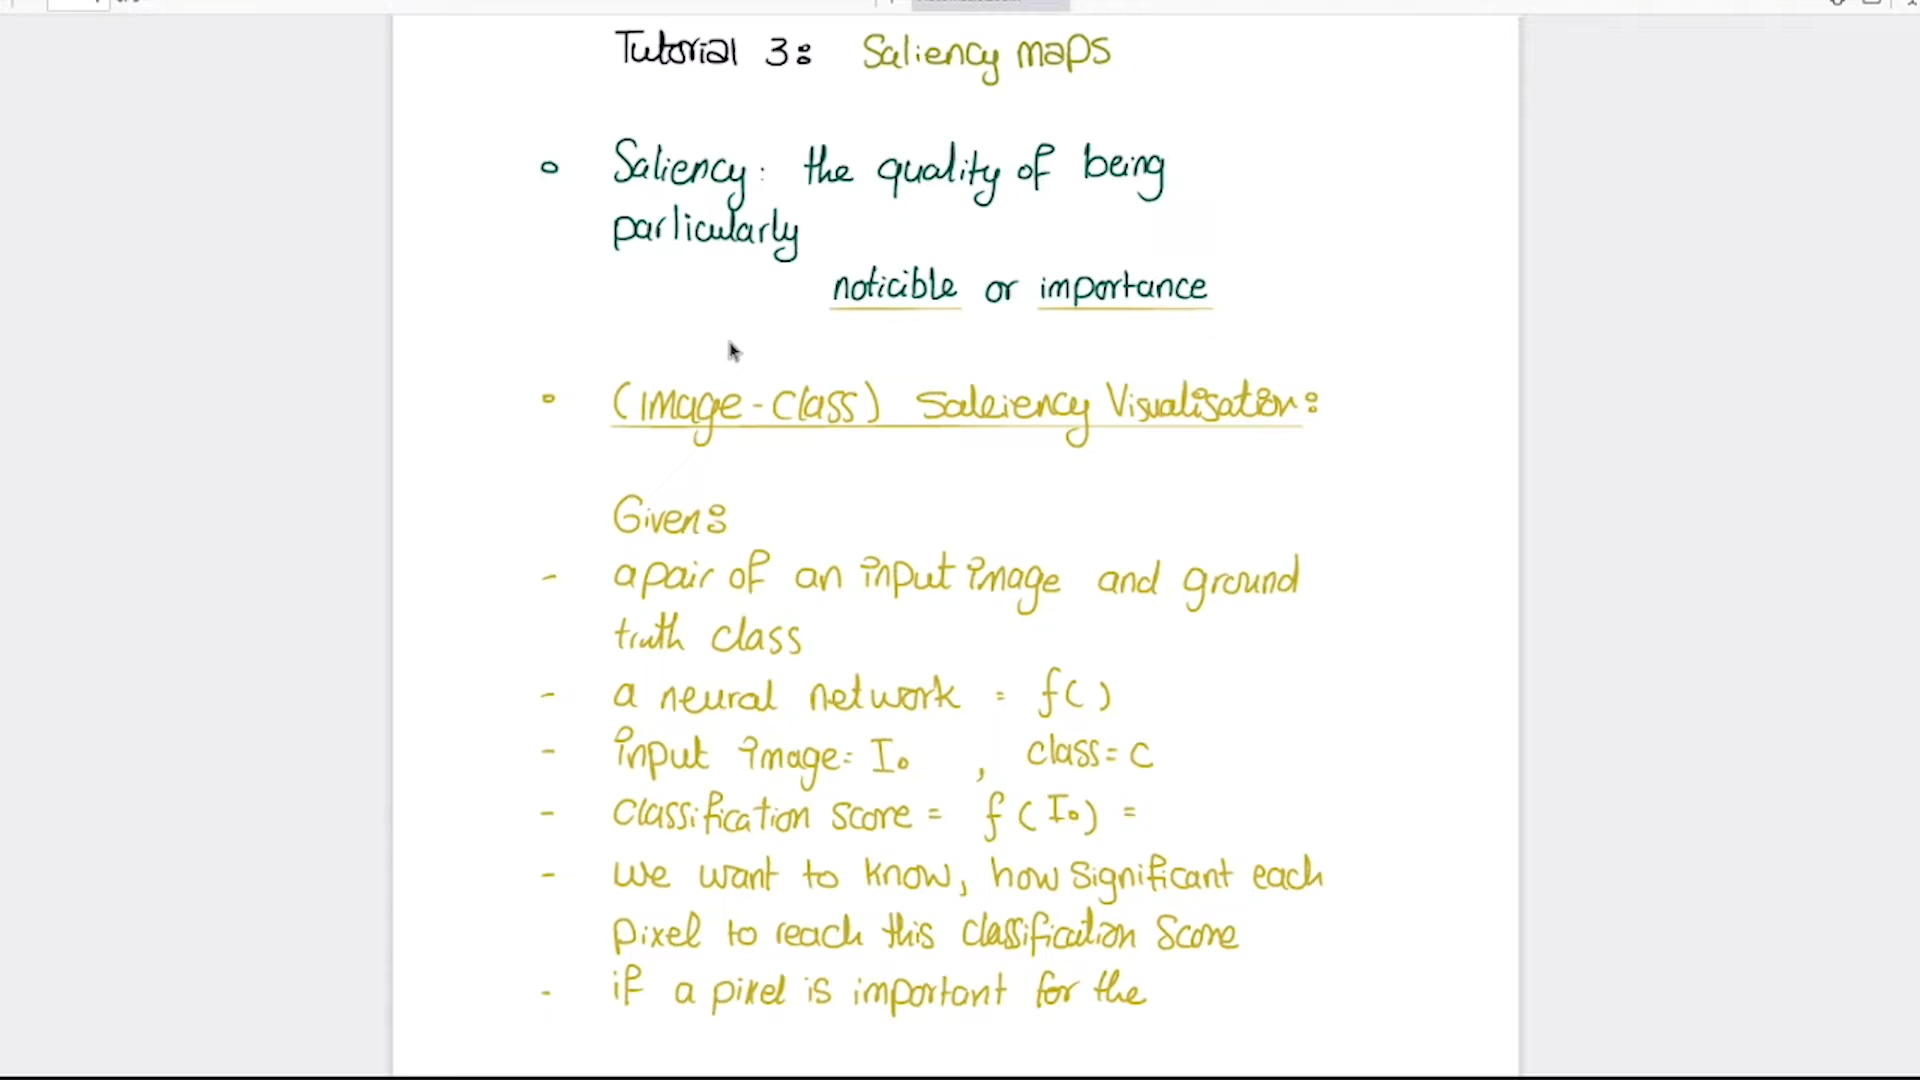 Tutorial 3: Saliency maps
Saliency: the quality of being
particularly
noticible or importance
(Image-Class) Saleiency Visualisation:
Given:
- a pair of an input image and ground
truth class
- a neural network = f( )
- input image = I₀ , class = C
- Classification Score = f(I₀) =
- we want to know, how significant each
pixel to reach this classification score
- if a pixel is important for the